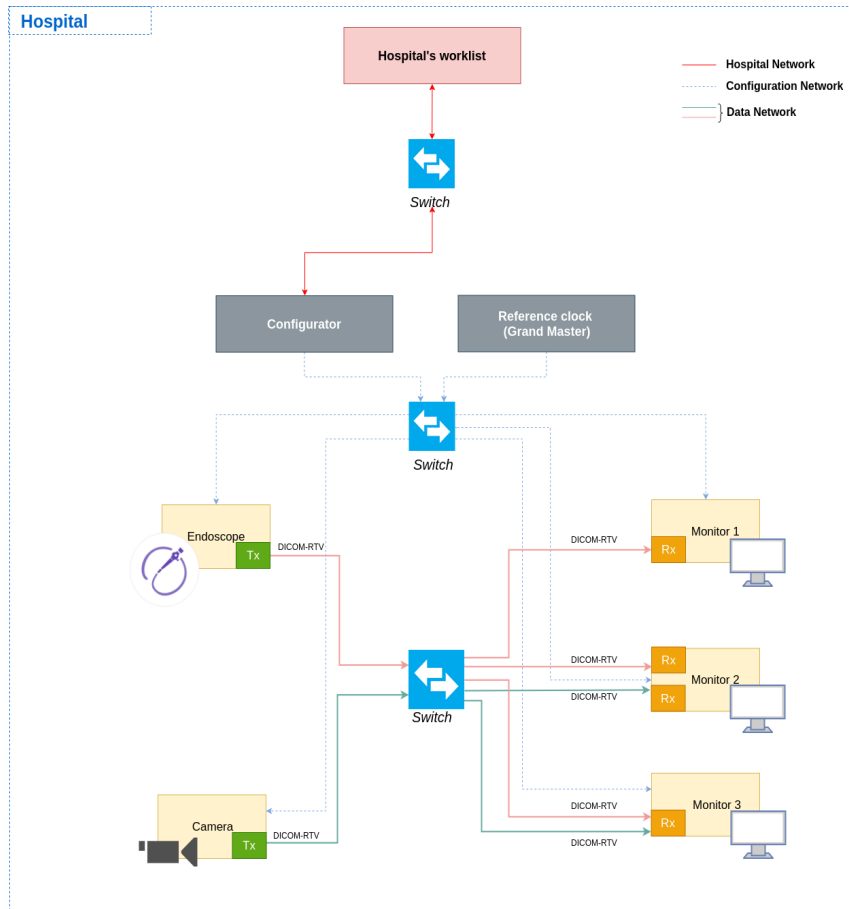 Hospital
Hospital's worklist
Hospital Network
Configuration Network
Data Network
Switch
Configurator
Reference clock
(Grand Master)
Switch
Endoscope
Tx
DICOM-RTV
DICOM-RTV
Monitor 1
Rx
DICOM-RTV
Rx
Monitor 2
Rx
DICOM-RTV
Switch
Camera
Tx
DICOM-RTV
DICOM-RTV
Monitor 3
Rx
DICOM-RTV